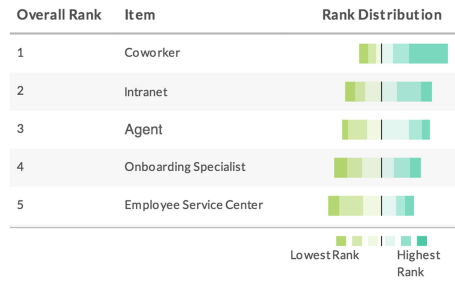 Overall Rank Item Rank Distribution
1 Coworker
2 Intranet
3 Agent
4 Onboarding Specialist
5 Employee Service Center
Lowest Rank Highest
Rank